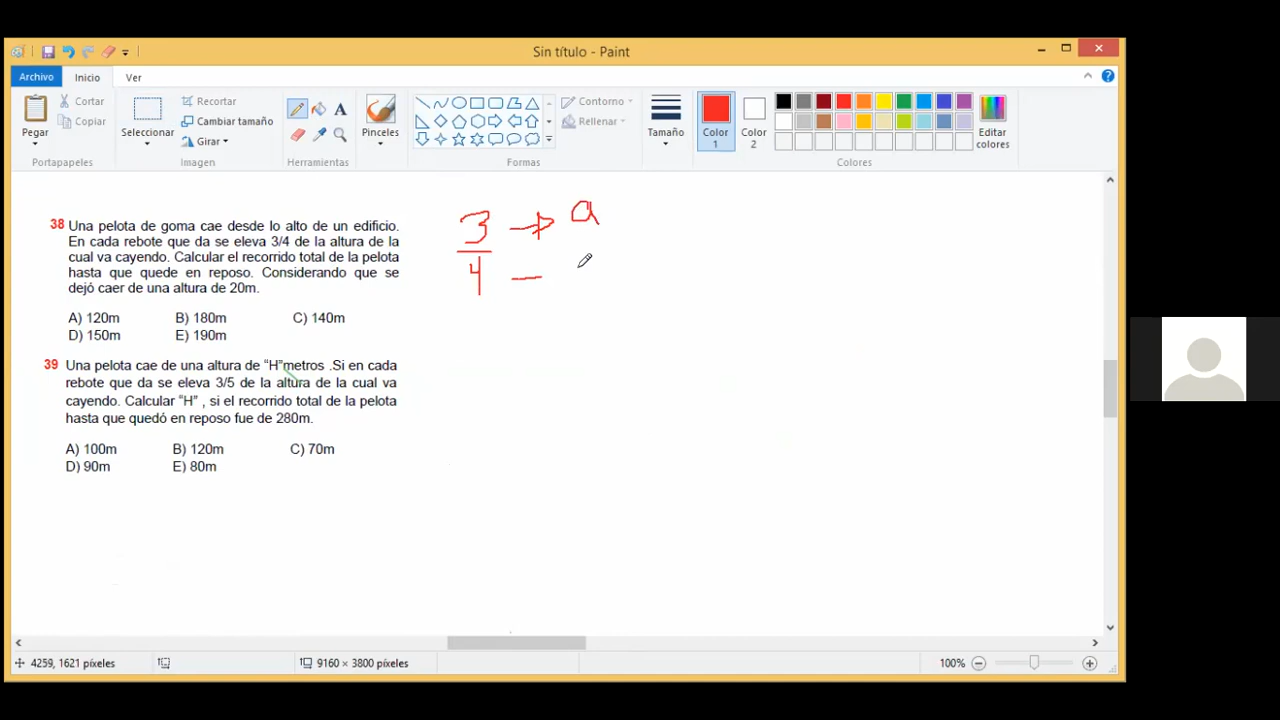 Sin título - Paint
Archivo Inicio Ver
Pegar
Cortar
Copiar
Portapapeles
Seleccionar
Recortar
Cambiar tamaño
Girar
Imagen
A
Herramientas
Pinceles
Contorno
Rellenar
Formas
Tamaño
Color 1
Color 2
Editar colores
Colores
38 Una pelota de goma cae desde lo alto de un edificio.
En cada rebote que da se eleva 3/4 de la altura de la
cual va cayendo. Calcular el recorrido total de la pelota
hasta que quede en reposo. Considerando que se
dejó caer de una altura de 20m.
A) 120m B) 180m C) 140m
D) 150m E) 190m
39 Una pelota cae de una altura de “H”metros .Si en cada
rebote que da se eleva 3/5 de la altura de la cual va
cayendo. Calcular “H” , si el recorrido total de la pelota
hasta que quedó en reposo fue de 280m.
A) 100m B) 120m C) 70m
D) 90m E) 80m
3 → a
4 —
4259, 1621 píxeles 9160 × 3800 píxeles 100%